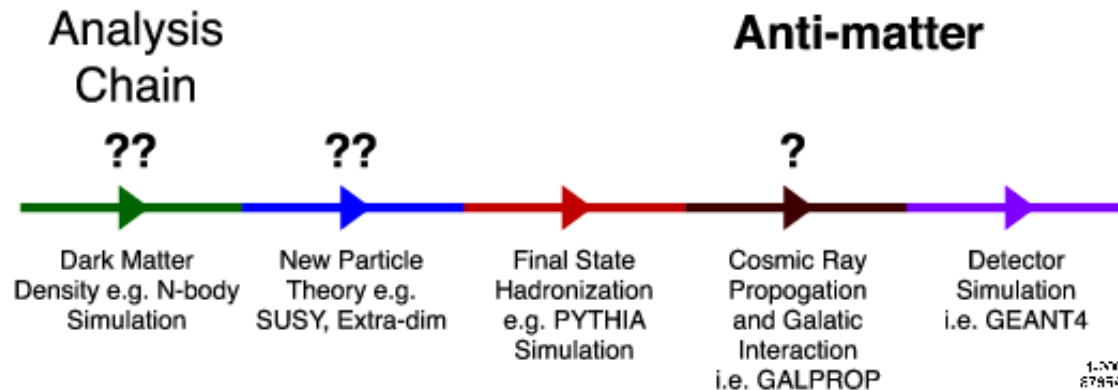 Analysis
Chain
Anti-matter
??
??
?
Dark Matter
Density e.g. N-body
Simulation
New Particle
Theory e.g.
SUSY, Extra-dim
Final State
Hadronization
e.g. PYTHIA
Simulation
Cosmic Ray
Propogation
and Galatic
Interaction
i.e. GALPROP
Detector
Simulation
i.e. GEANT4